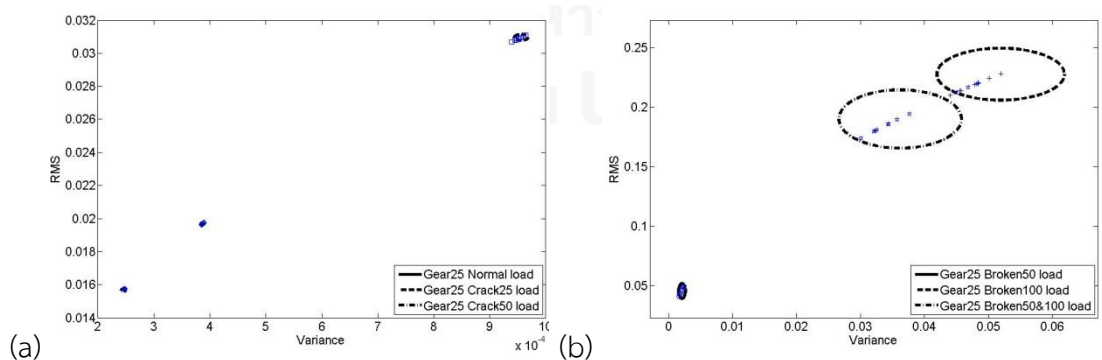 0.032
0.03
0.028
0.026
0.024
0.022
0.02
0.018
0.016
0.014
RMS
2 3 4 5 6 7 8 9 10
Variance
x 10⁻⁴
Gear25 Normal load
Gear25 Crack25 load
Gear25 Crack50 load
(a)
0.25
0.2
0.15
0.1
0.05
RMS
0 0.01 0.02 0.03 0.04 0.05 0.06
Variance
Gear25 Broken50 load
Gear25 Broken100 load
Gear25 Broken50&100 load
(b)